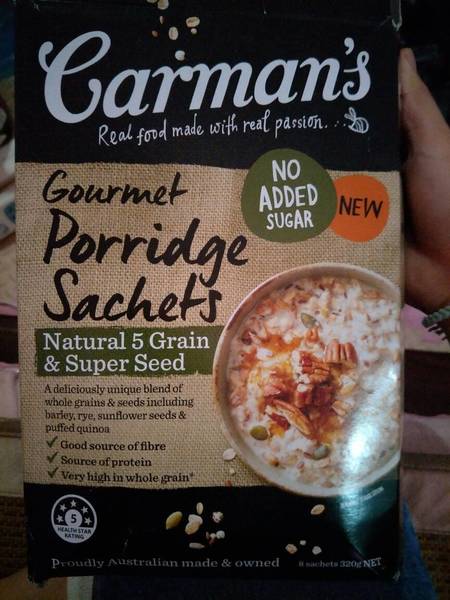 Carman's
Real food made with real passion...
NO
ADDED
SUGAR
NEW
Gourmet
Porridge
Sachets
Natural 5 Grain
& Super Seed
A deliciously unique blend of
whole grains & seeds including
barley, rye, sunflower seeds &
puffed quinoa
Good source of fibre
Source of protein
Very high in whole grain*
5
HEALTH STAR
RATING
Proudly Australian made & owned
8 sachets 320g NET